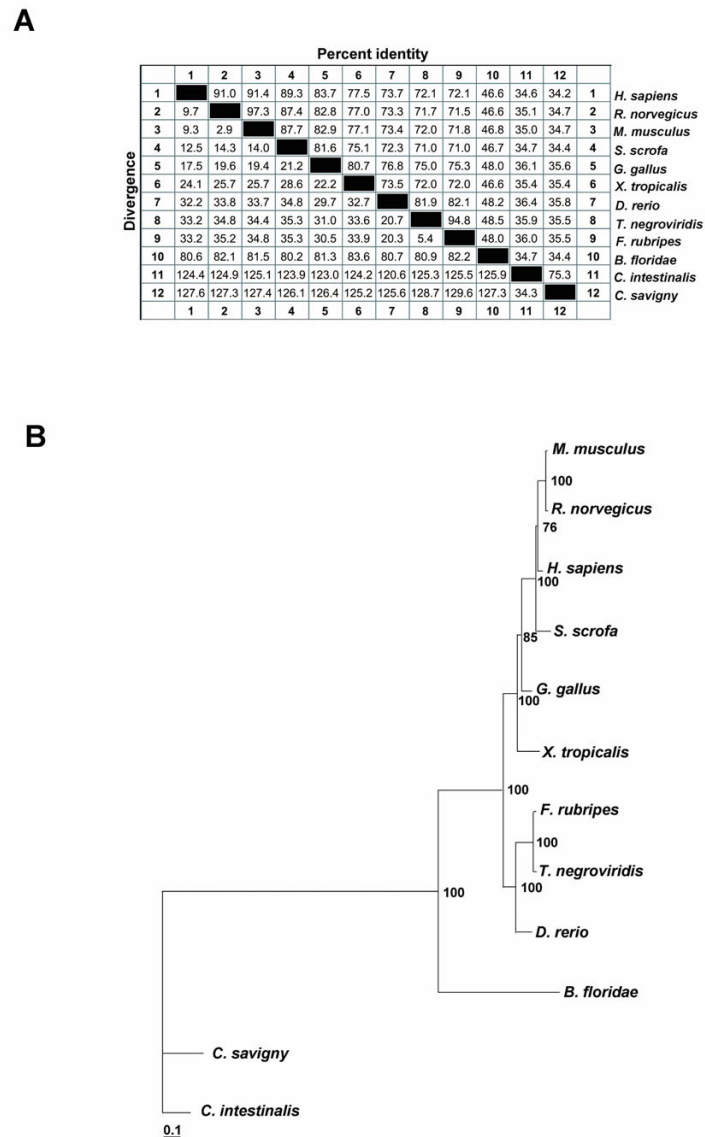 A
Percent identity
1 2 3 4 5 6 7 8 9 10 11 12
1 91.0 91.4 89.3 83.7 77.5 73.7 72.1 72.1 46.6 34.6 34.2 1 H. sapiens
2 9.7 97.3 87.4 82.8 77.0 73.3 71.7 71.5 46.6 35.1 34.7 2 R. norvegicus
3 9.3 2.9 87.7 82.9 77.1 73.4 72.0 71.8 46.8 35.0 34.7 3 M. musculus
4 12.5 14.3 14.0 81.6 75.1 72.3 71.0 71.0 46.7 34.7 34.4 4 S. scrofa
5 17.5 19.6 19.4 21.2 80.7 76.8 75.0 75.3 48.0 36.1 35.6 5 G. gallus
6 24.1 25.7 25.7 28.6 22.2 73.5 72.0 72.0 46.6 35.4 35.4 6 X. tropicalis
7 32.2 33.8 33.7 34.8 29.7 32.7 81.9 82.1 48.2 36.4 35.8 7 D. rerio
8 33.2 34.8 34.4 35.3 31.0 33.6 20.7 94.8 48.5 35.9 35.5 8 T. negroviridis
9 33.2 35.2 34.8 35.3 30.5 33.9 20.3 5.4 48.0 36.0 35.5 9 F. rubripes
10 80.6 82.1 81.5 80.2 81.3 83.6 80.7 80.9 82.2 34.7 34.4 10 B. floridae
11 124.4 124.9 125.1 123.9 123.0 124.2 120.6 125.3 125.5 125.9 75.3 11 C. intestinalis
12 127.6 127.3 127.4 126.1 126.4 125.2 125.6 128.7 129.6 127.3 34.3 12 C. savigny
1 2 3 4 5 6 7 8 9 10 11 12
Divergence
B
M. musculus
100
R. norvegicus
76
H. sapiens
100
S. scrofa
85
G. gallus
100
X. tropicalis
100
F. rubripes
100
T. negroviridis
100
100
D. rerio
B. floridae
C. savigny
C. intestinalis
0.1